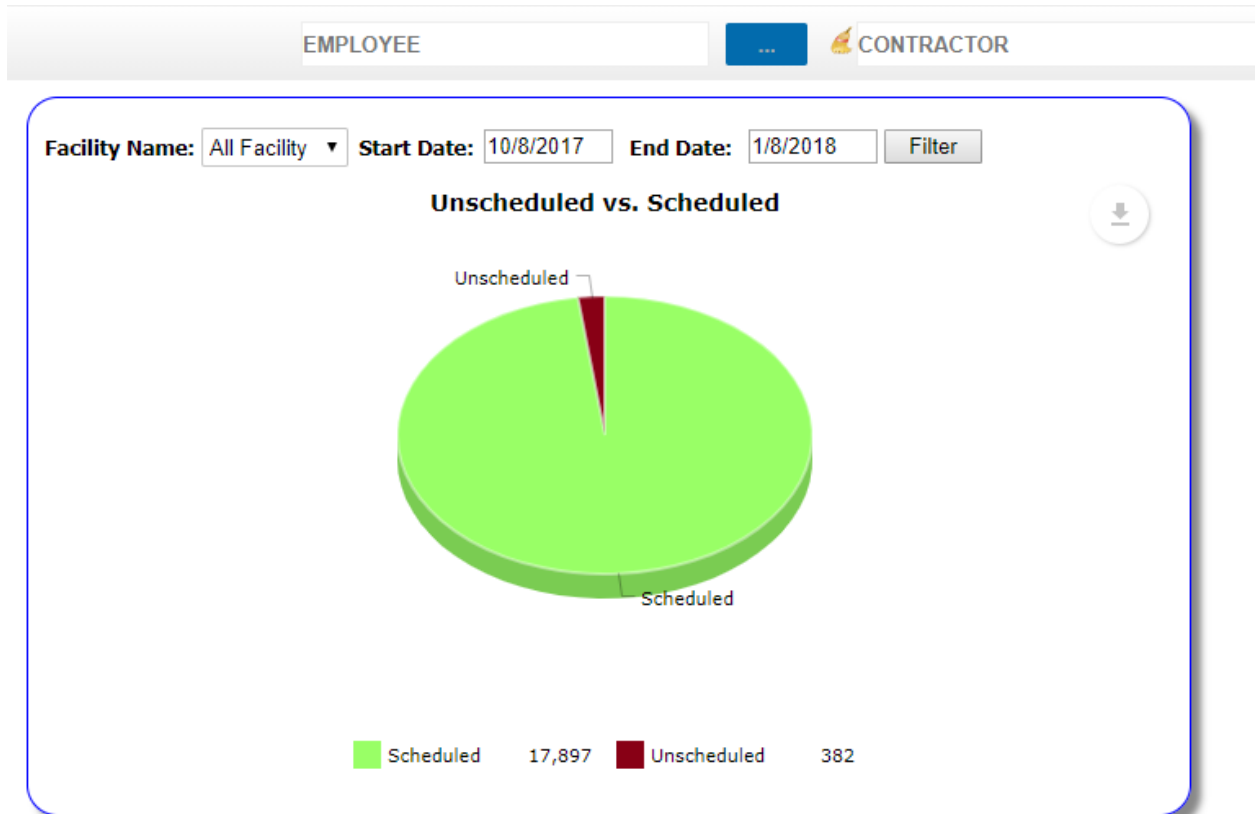 EMPLOYEE ... CONTRACTOR
Facility Name: All Facility ▼ Start Date: 10/8/2017 End Date: 1/8/2018 Filter
Unscheduled vs. Scheduled
Unscheduled
Scheduled
Scheduled 17,897 Unscheduled 382